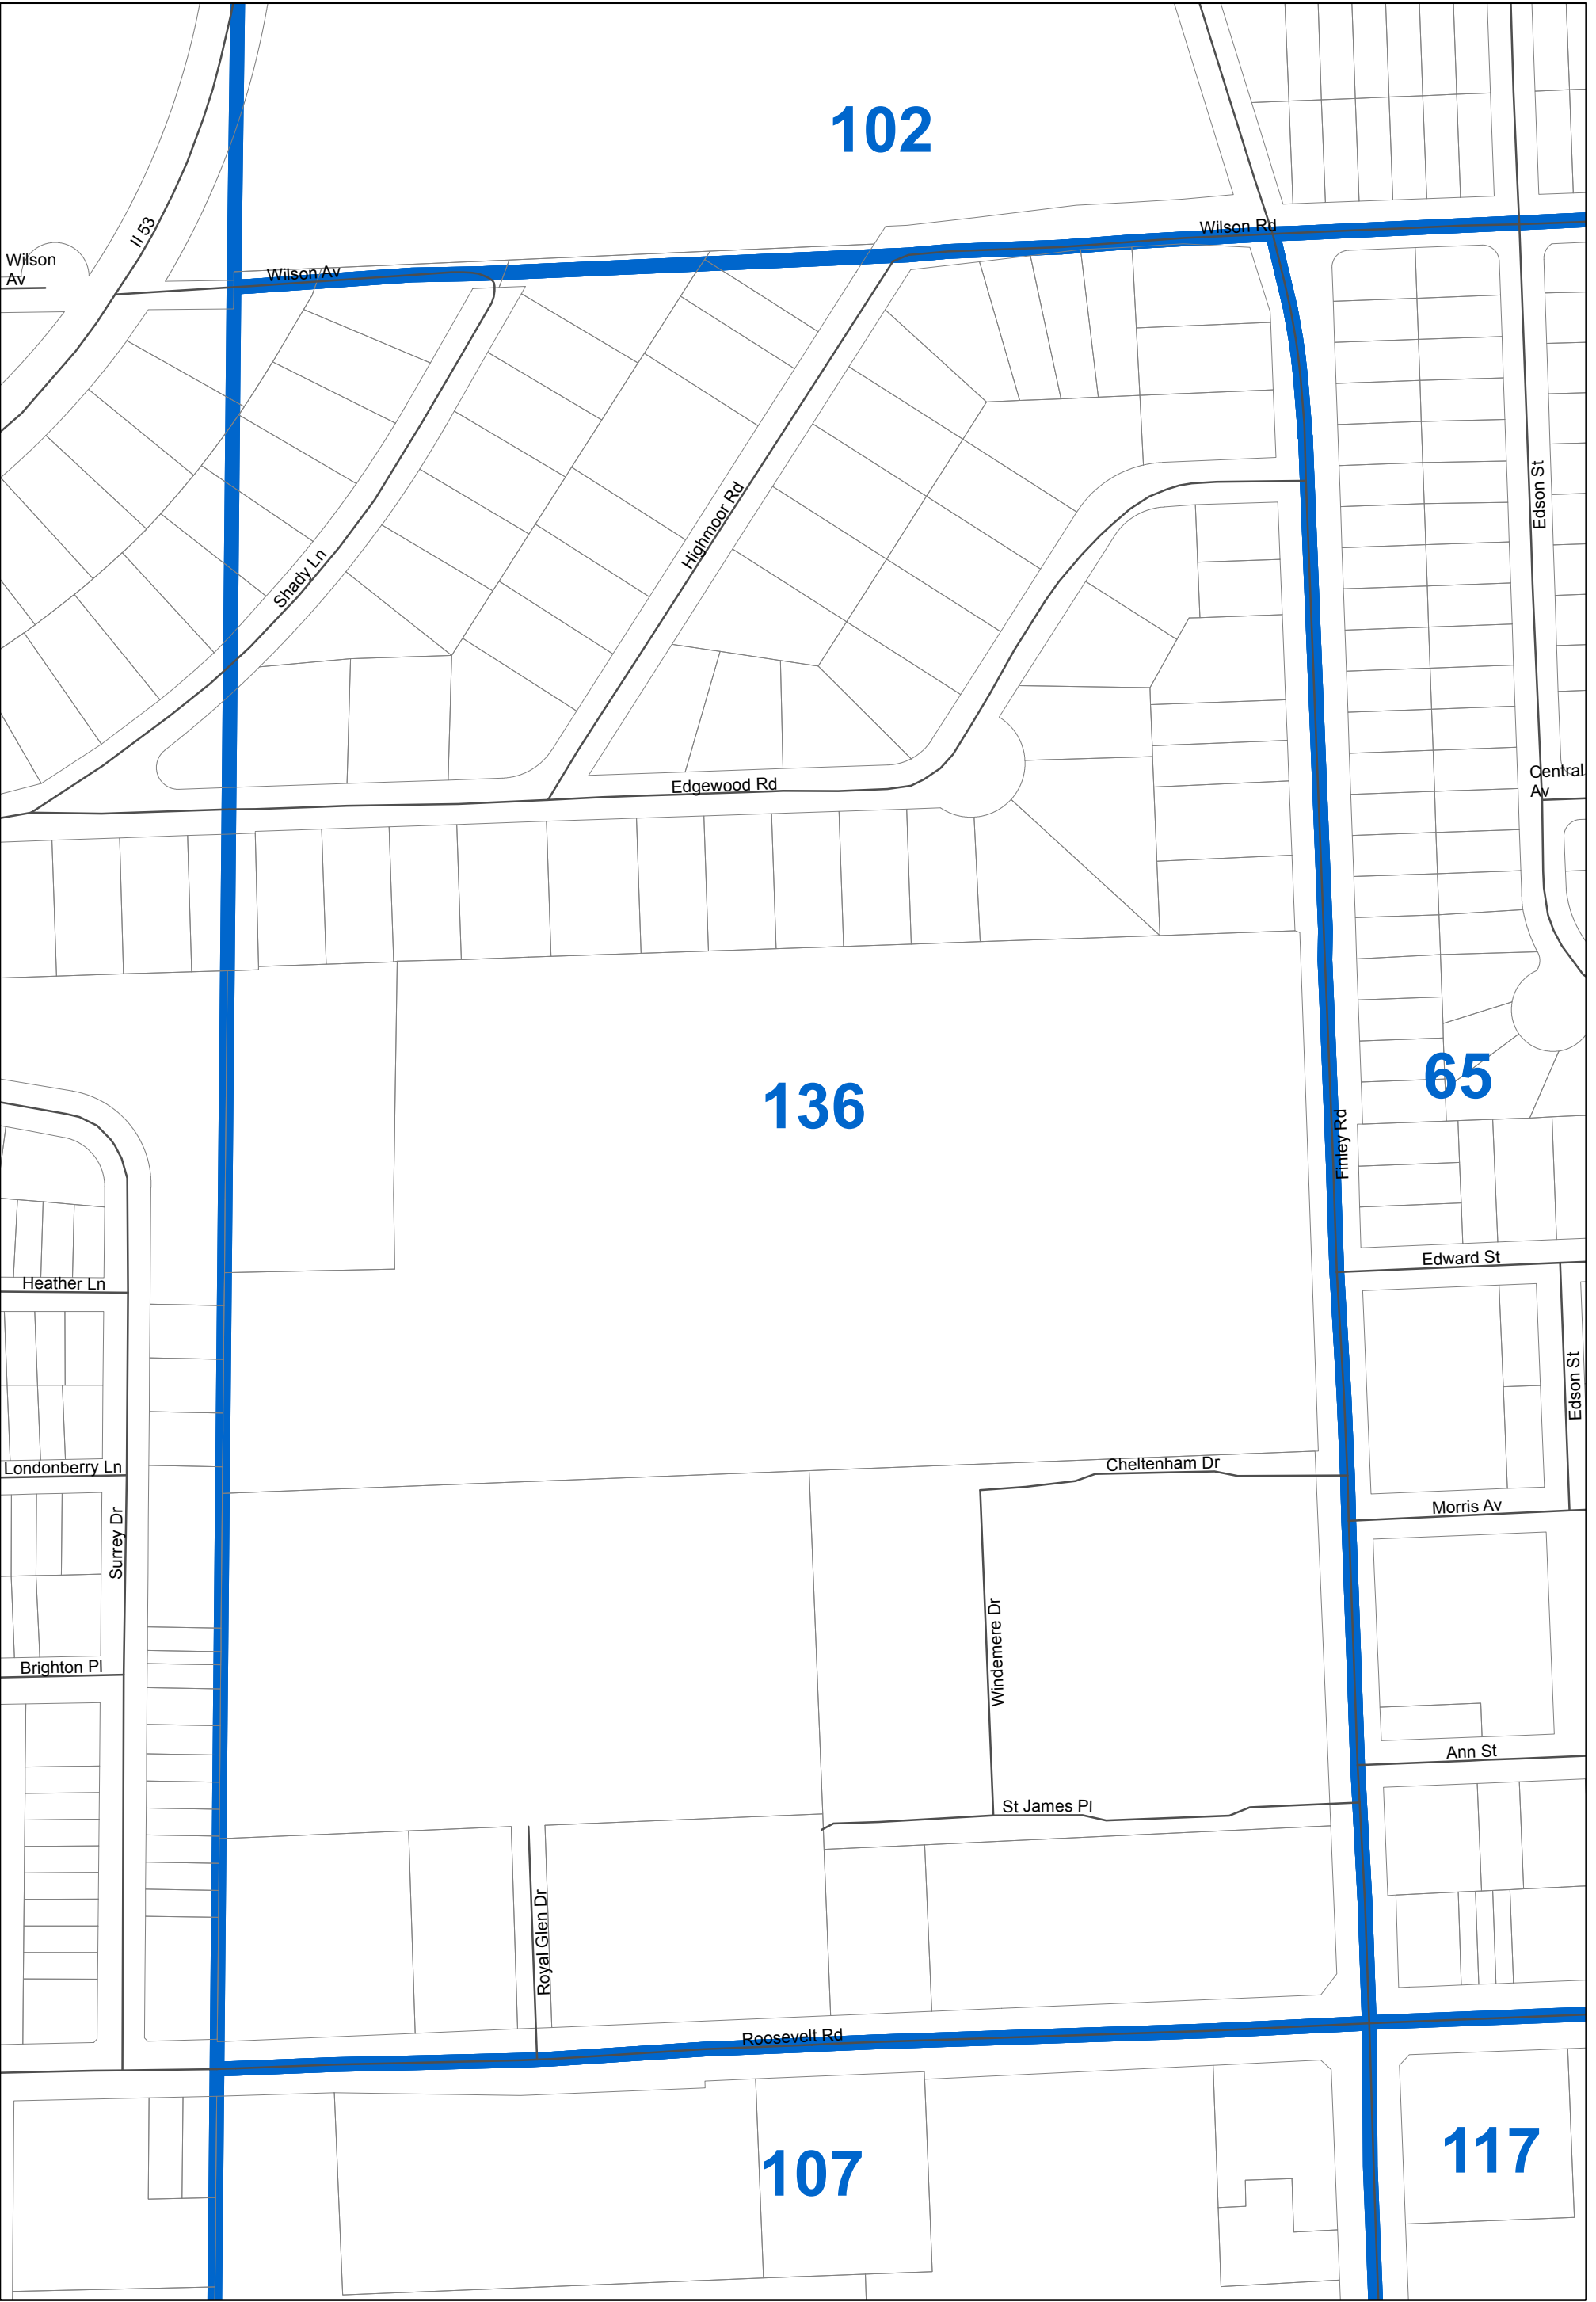 102
Il 53
Wilson Rd
Wilson
Av
Wilson Av
Edson St
Highmoor Rd
Shady Ln
Central
Av
Edgewood Rd
136
65
Finley Rd
Edward St
Heather Ln
Edson St
Cheltenham Dr
Londonberry Ln
Morris Av
Surrey Dr
Windemere Dr
Brighton Pl
Ann St
St James Pl
Royal Glen Dr
Roosevelt Rd
107
117